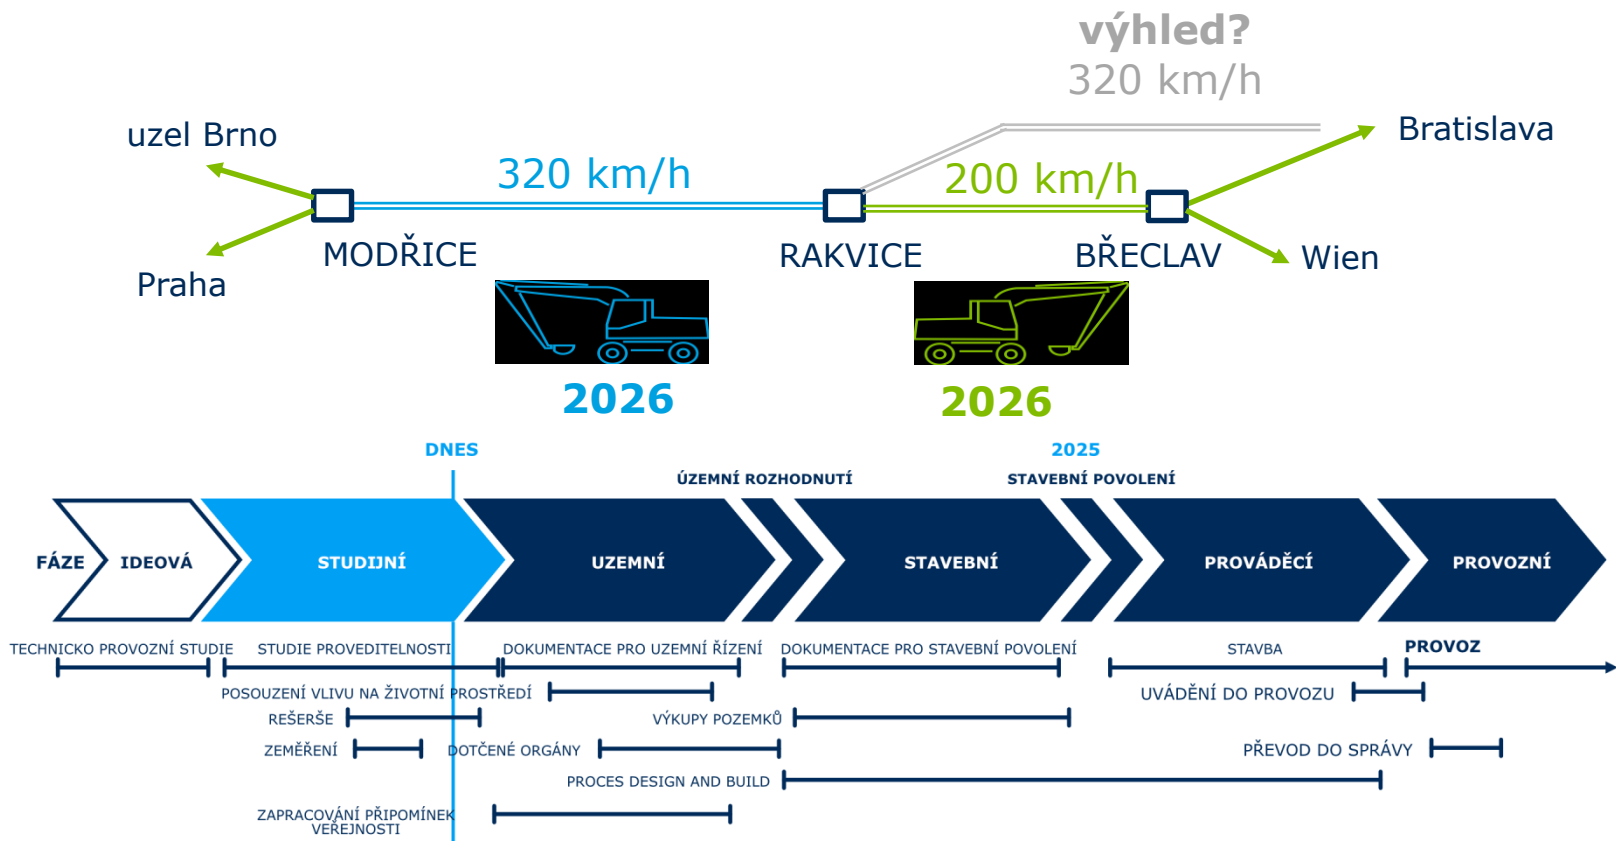 výhled?
320 km/h
uzel Brno
Bratislava
320 km/h
200 km/h
MODŘICE
RAKVICE
BŘECLAV
Wien
Praha
2026
2026
DNES
2025
ÚZEMNÍ ROZHODNUTÍ
STAVEBNÍ POVOLENÍ
FÁZE
IDEOVÁ
STUDIJNÍ
UZEMNÍ
STAVEBNÍ
PROVÁDĚCÍ
PROVOZNÍ
TECHNICKO PROVOZNÍ STUDIE
STUDIE PROVEDITELNOSTI
DOKUMENTACE PRO UZEMNÍ ŘÍZENÍ
DOKUMENTACE PRO STAVEBNÍ POVOLENÍ
STAVBA
PROVOZ
POSOUZENÍ VLIVU NA ŽIVOTNÍ PROSTŘEDÍ
UVÁDĚNÍ DO PROVOZU
REŠERŠE
VÝKUPY POZEMKŮ
ZEMĚŘENÍ
DOTČENÉ ORGÁNY
PŘEVOD DO SPRÁVY
PROCES DESIGN AND BUILD
ZAPRACOVÁNÍ PŘIPOMÍNEK
VEŘEJNOSTI